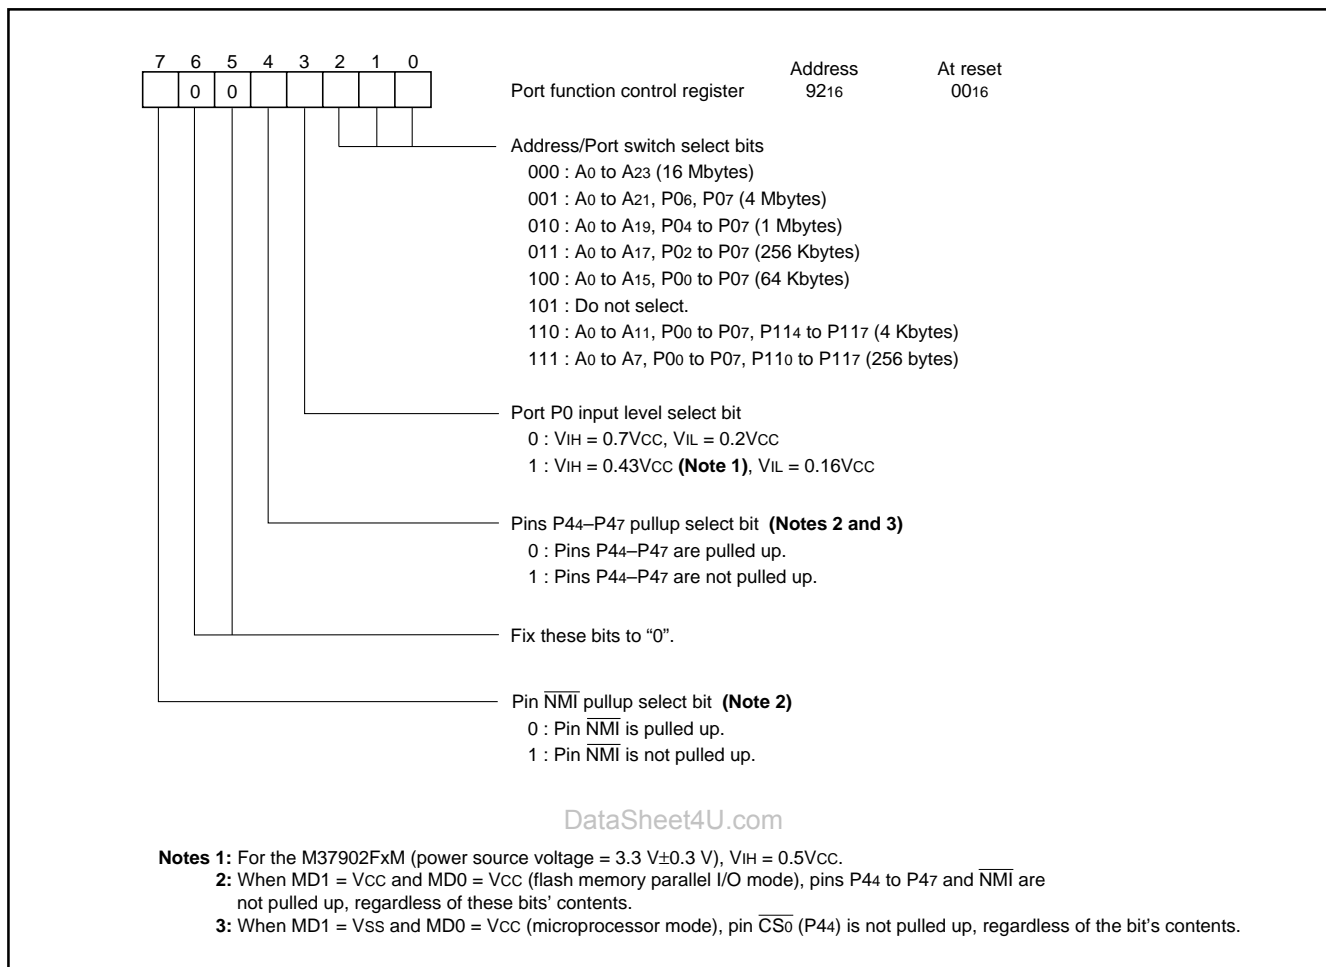 7 6 5 4 3 2 1 0
Address At reset
0 0 Port function control register 9216 0016
Address/Port switch select bits
000 : A0 to A23 (16 Mbytes)
001 : A0 to A21, P06, P07 (4 Mbytes)
010 : A0 to A19, P04 to P07 (1 Mbytes)
011 : A0 to A17, P02 to P07 (256 Kbytes)
100 : A0 to A15, P00 to P07 (64 Kbytes)
101 : Do not select.
110 : A0 to A11, P00 to P07, P114 to P117 (4 Kbytes)
111 : A0 to A7, P00 to P07, P110 to P117 (256 bytes)
Port P0 input level select bit
0 : VIH = 0.7VCC, VIL = 0.2VCC
1 : VIH = 0.43VCC (Note 1), VIL = 0.16VCC
Pins P44–P47 pullup select bit (Notes 2 and 3)
0 : Pins P44–P47 are pulled up.
1 : Pins P44–P47 are not pulled up.
Fix these bits to “0”.
Pin NMI pullup select bit (Note 2)
0 : Pin NMI is pulled up.
1 : Pin NMI is not pulled up.
DataSheet4U.com
Notes 1: For the M37902FxM (power source voltage = 3.3 V±0.3 V), VIH = 0.5VCC.
2: When MD1 = VCC and MD0 = VCC (flash memory parallel I/O mode), pins P44 to P47 and NMI are
not pulled up, regardless of these bits’ contents.
3: When MD1 = VSS and MD0 = VCC (microprocessor mode), pin CS0 (P44) is not pulled up, regardless of the bit’s contents.